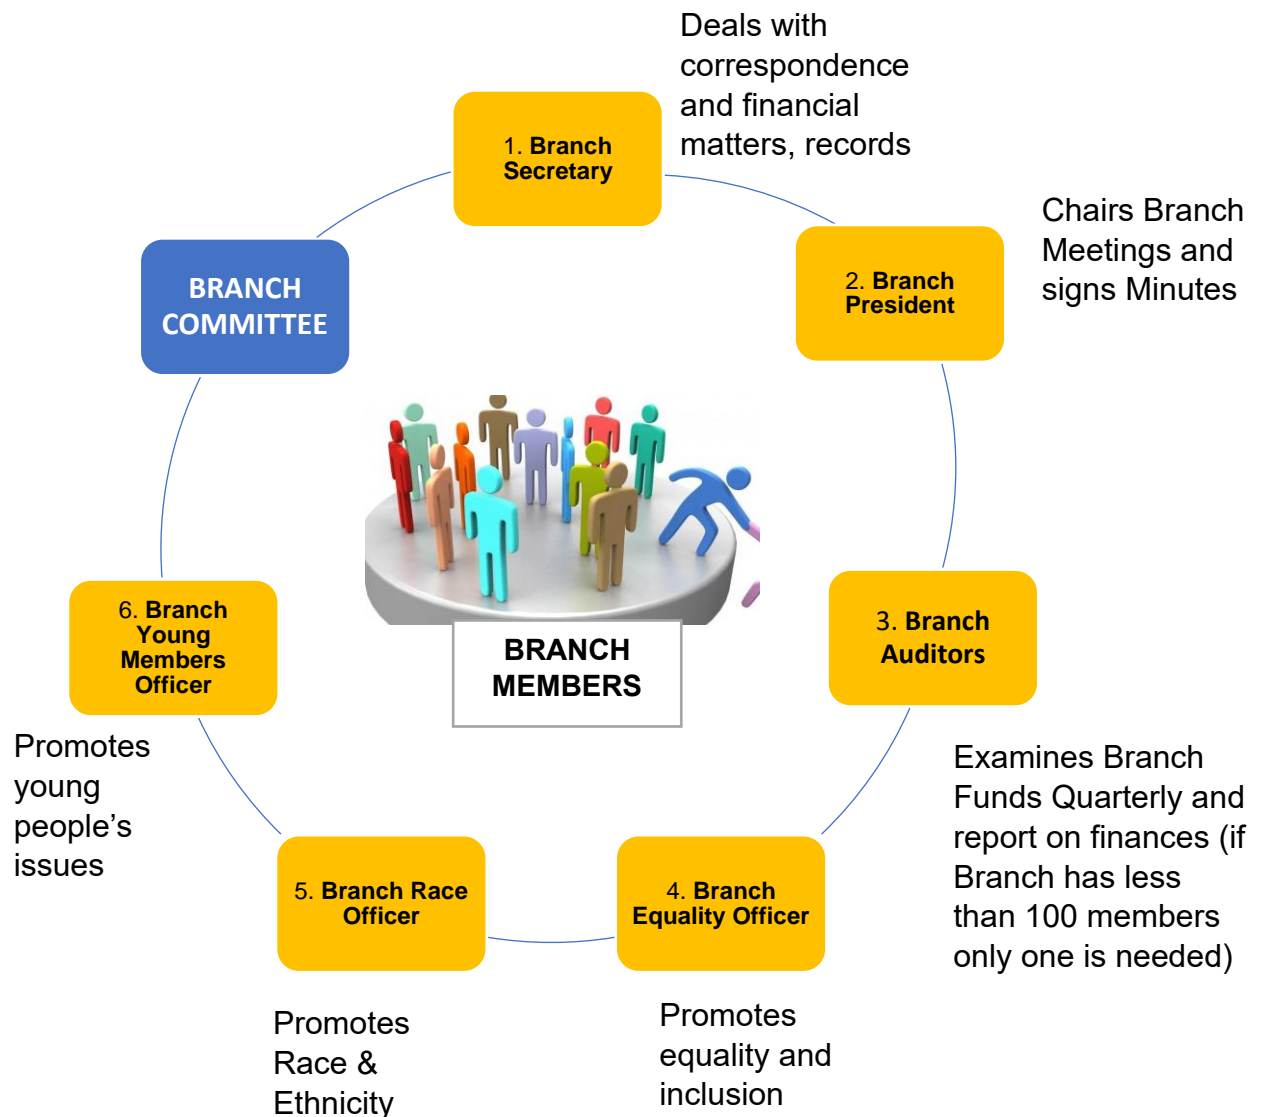 Deals with
correspondence
and financial
matters, records
1. Branch
Secretary
Chairs Branch
Meetings and
signs Minutes
2. Branch
President
BRANCH
COMMITTEE
3. Branch
Auditors
6. Branch
Young
Members
Officer
BRANCH
MEMBERS
Promotes
young
people’s
issues
Examines Branch
Funds Quarterly and
report on finances (if
Branch has less
than 100 members
only one is needed)
5. Branch Race
Officer
4. Branch
Equality Officer
Promotes
Race &
Ethnicity
Promotes
equality and
inclusion